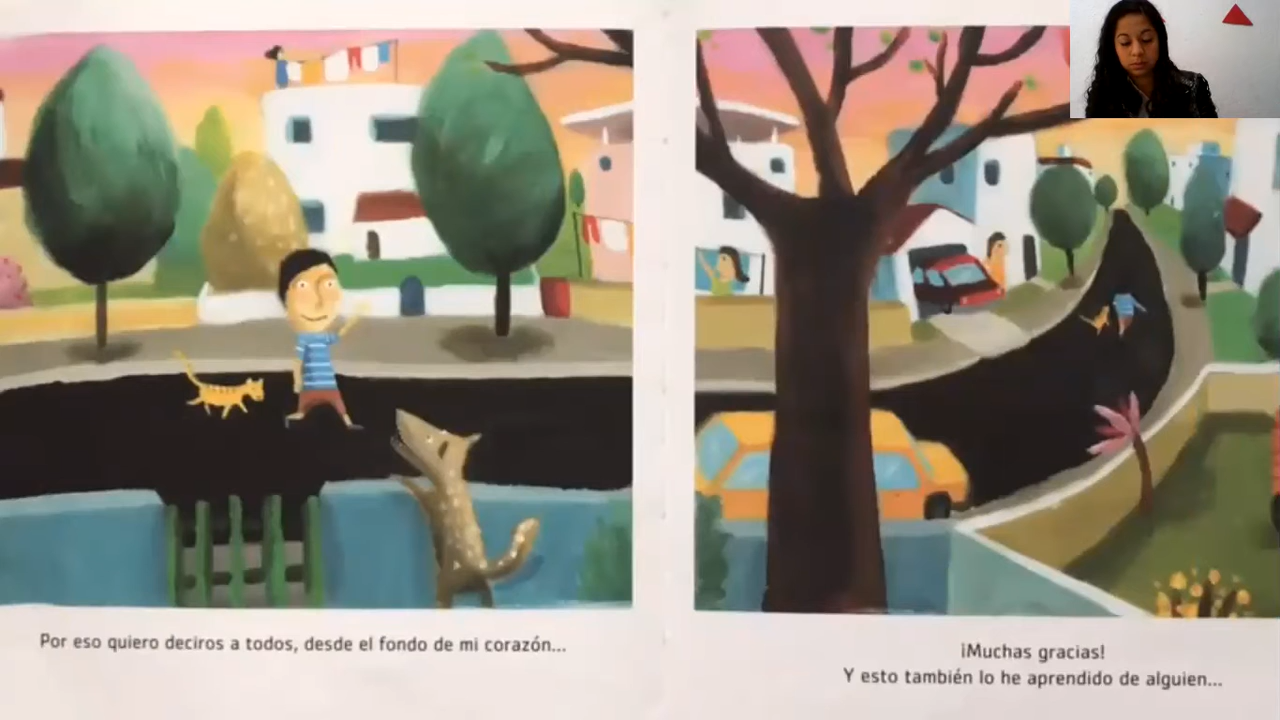 Por eso quiero deciros a todos, desde el fondo de mi corazón...
¡Muchas gracias!
Y esto también lo he aprendido de alguien...